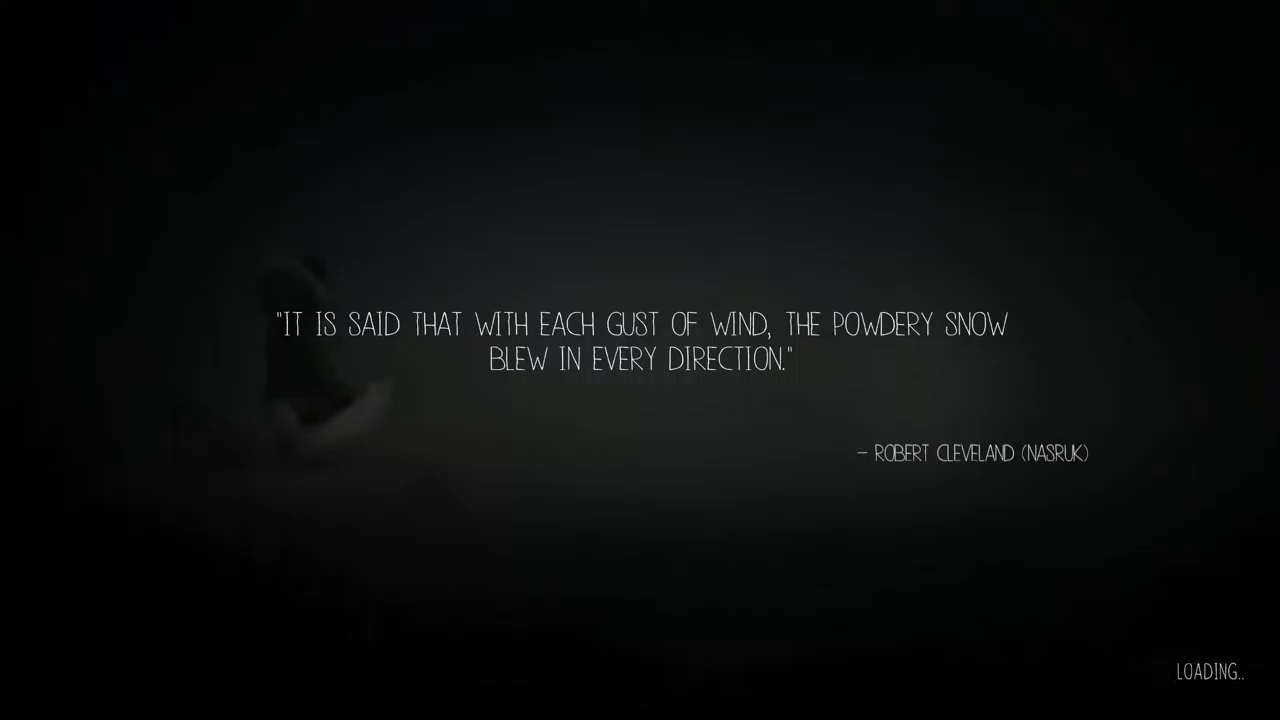 "IT IS SAID THAT WITH EACH GUST OF WIND, THE POWDERY SNOW
BLEW IN EVERY DIRECTION."
– ROBERT CLEVELAND (NASRUK)
LOADING..